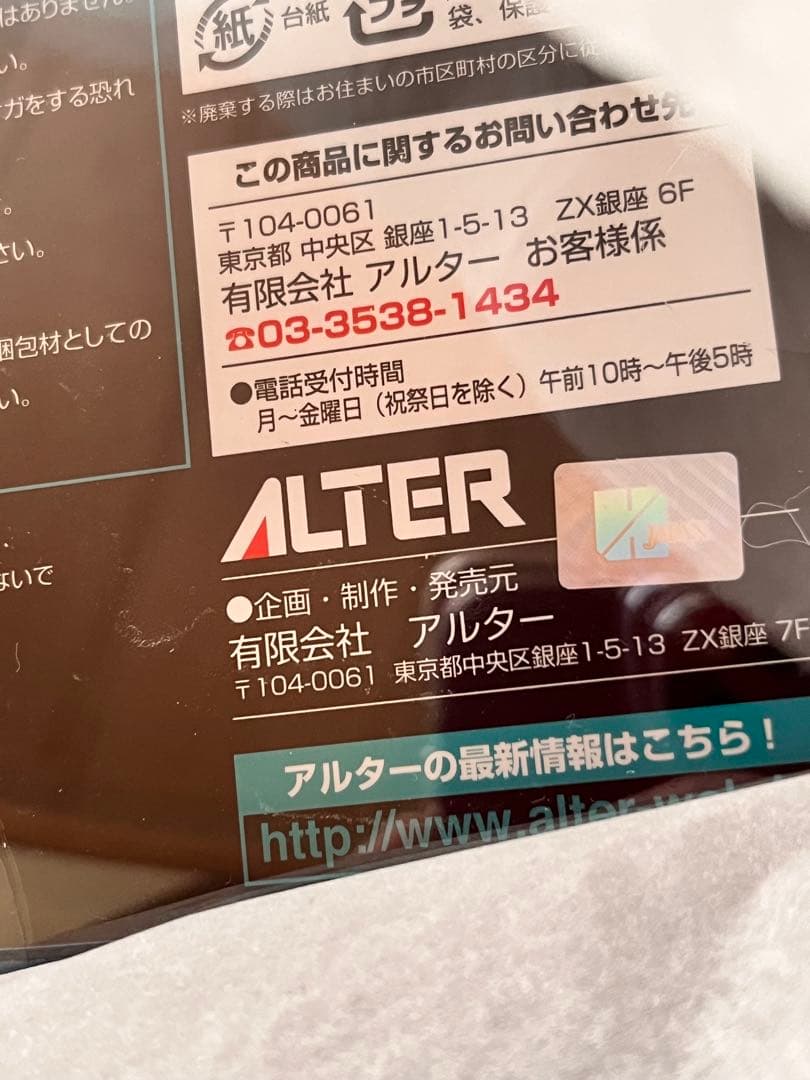 はありません。
い。
ガをする恐れ
。
さい。
梱包材としての
い。
ないで
紙
台紙
プラ
袋、保護
※廃棄する際はお住まいの市区町村の区分に従
この商品に関するお問い合わせ先
〒104-0061
東京都 中央区 銀座1-5-13 ZX銀座 6F
有限会社 アルター お客様係
☎03-3538-1434
●電話受付時間
月～金曜日（祝祭日を除く）午前10時～午後5時
ALTER
●企画・制作・発売元
有限会社 アルター
〒104-0061 東京都中央区銀座1-5-13 ZX銀座 7F
アルターの最新情報はこちら！
http://www.alter-web.j